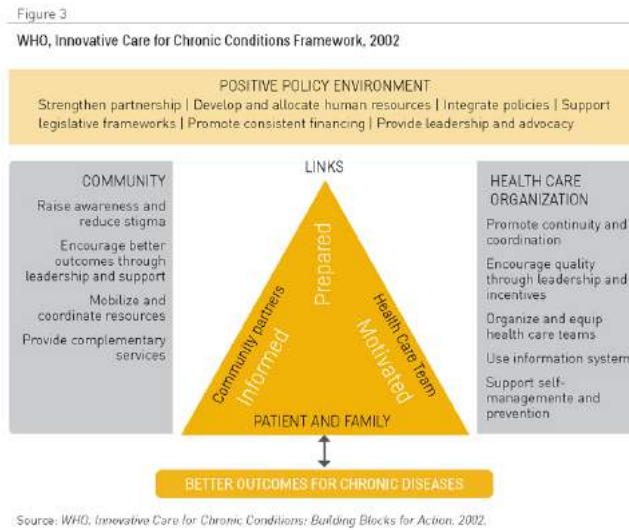 Figure 3
WHO, Innovative Care for Chronic Conditions Framework, 2002
POSITIVE POLICY ENVIRONMENT
Strengthen partnership | Develop and allocate human resources | Integrate policies | Support
legislative frameworks | Promote consistent financing | Provide leadership and advocacy
LINKS
COMMUNITY
Raise awareness and
reduce stigma
Encourage better
outcomes through
leadership and support
Mobilize and
coordinate resources
Provide complementary
services
Community partners
Informed
Prepared
Motivated
Health Care Team
PATIENT AND FAMILY
HEALTH CARE
ORGANIZATION
Promote continuity and
coordination
Encourage quality
through leadership and
incentives
Organize and equip
health care teams
Use information system
Support self-
managemente and
prevention
BETTER OUTCOMES FOR CHRONIC DISEASES
Source: WHO, Innovative Care for Chronic Conditions: Building Blocks for Action, 2002.